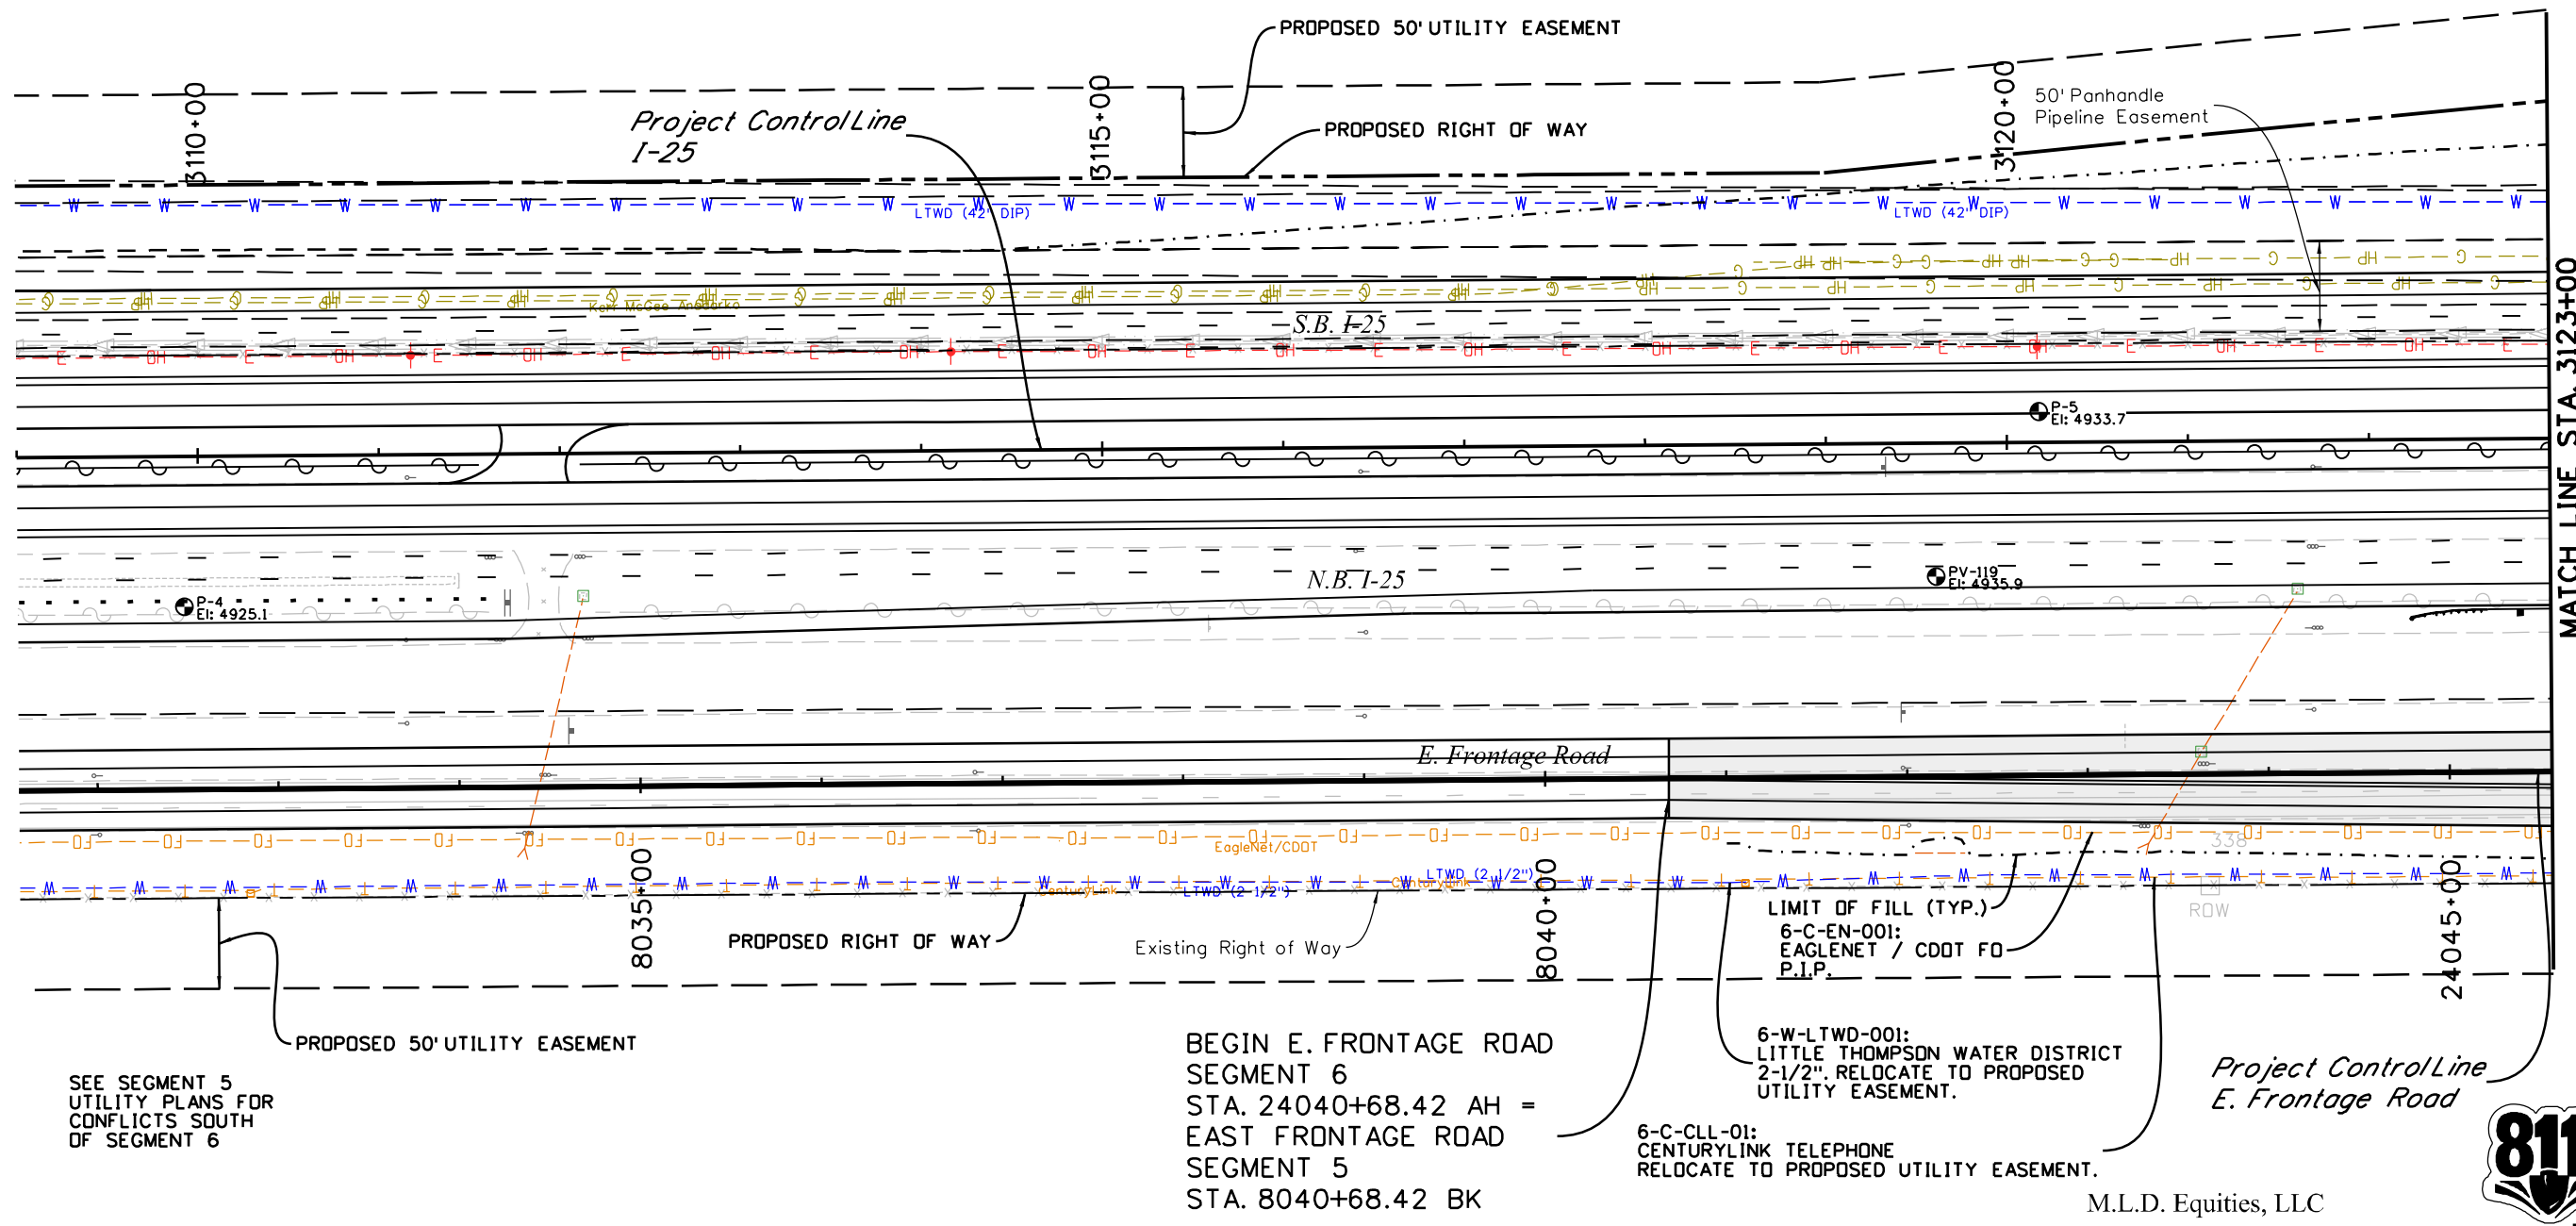 PROPOSED 50' UTILITY EASEMENT
3110+00
Project Control Line
I-25
3115+00
PROPOSED RIGHT OF WAY
3120+00
50' Panhandle
Pipeline Easement
LTWD (42" DIP)
LTWD (42" DIP)
Kerr McGee Anadarko
S.B. I-25
MATCH LINE STA. 3123+00
P-5
El: 4933.7
N.B. I-25
PV-119
El: 4935.9
P-4
El: 4925.1
E. Frontage Road
EagleNet/CDOT
338
CenturyLink
LTWD (2-1/2")
CenturyLink
LTWD (2-1/2")
8035+00
8040+00
24045+00
ROW
PROPOSED RIGHT OF WAY
Existing Right of Way
LIMIT OF FILL (TYP.)
6-C-EN-001:
EAGLENET / CDOT FO
P.I.P.
PROPOSED 50' UTILITY EASEMENT
SEE SEGMENT 5
UTILITY PLANS FOR
CONFLICTS SOUTH
OF SEGMENT 6
BEGIN E. FRONTAGE ROAD
SEGMENT 6
STA. 24040+68.42 AH =
EAST FRONTAGE ROAD
SEGMENT 5
STA. 8040+68.42 BK
6-W-LTWD-001:
LITTLE THOMPSON WATER DISTRICT
2-1/2". RELOCATE TO PROPOSED
UTILITY EASEMENT.
6-C-CLL-01:
CENTURYLINK TELEPHONE
RELOCATE TO PROPOSED UTILITY EASEMENT.
Project Control Line
E. Frontage Road
811
M.L.D. Equities, LLC